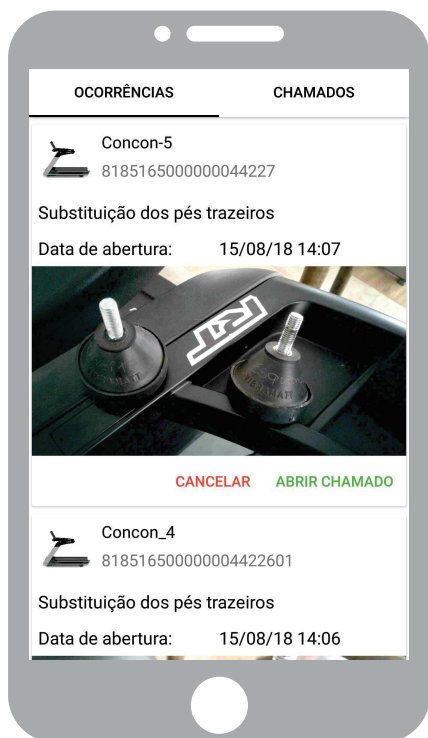 OCORRÊNCIAS CHAMADOS
Concon-5
8185165000000044227
Substituição dos pés trazeiros
Data de abertura: 15/08/18 14:07
CANCELAR ABRIR CHAMADO
Concon_4
818516500000004422601
Substituição dos pés trazeiros
Data de abertura: 15/08/18 14:06